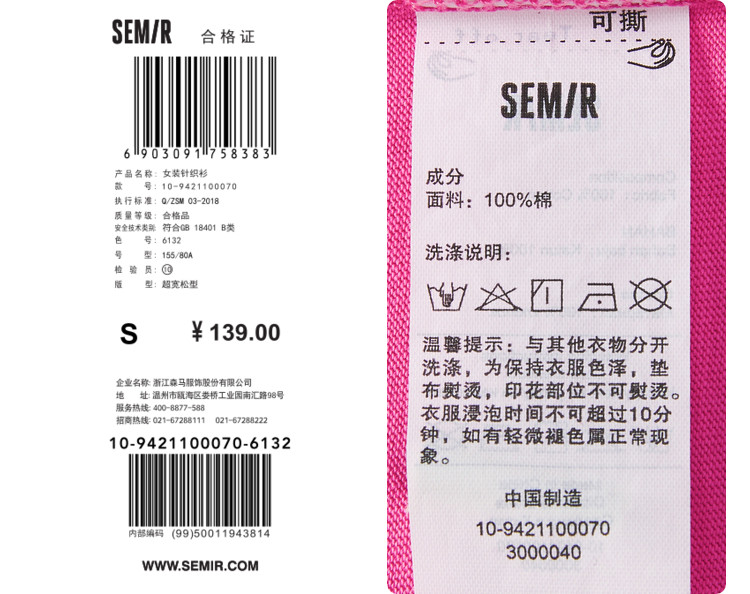 SEMIR 合格证
6 903091 758383
产品名称: 女装针织衫
款 号: 10-9421100070
执行标准: Q/ZSM 03-2018
质量等级: 合格品
安全技术类别: 符合GB 18401 B类
色 号: 6132
号 型: 155/80A
检 验 员: ⑩
版 型: 超宽松型
S ¥139.00
企业名称: 浙江森马服饰股份有限公司
地 址: 温州市瓯海区娄桥工业园南汇路98号
服务热线: 400-8877-588
招商热线: 021-67288111 021-67288222
10-9421100070-6132
内部编码 (99)50011943814
WWW.SEMIR.COM
可撕
SEMIR
成分
面料: 100%棉
洗涤说明:
温馨提示: 与其他衣物分开
洗涤，为保持衣服色泽，垫
布熨烫，印花部位不可熨烫。
衣服浸泡时间不可超过10分
钟，如有轻微褪色属正常现
象。
中国制造
10-9421100070
3000040